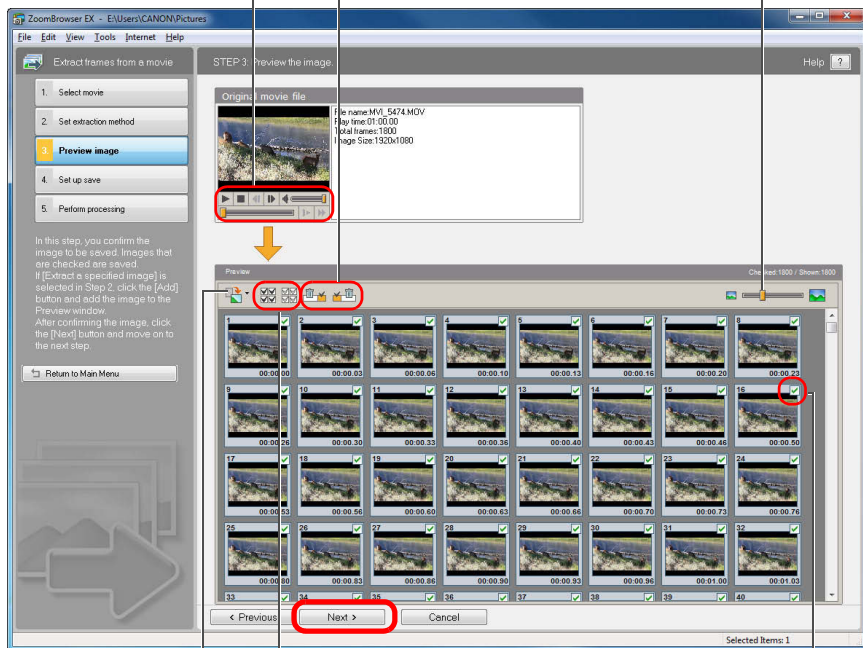 ZoomBrowser EX - E:\Users\CANON\Pictures
File Edit View Tools Internet Help
Extract frames from a movie
STEP 3: Preview the image.
Help ?
1. Select movie
2. Set extraction method
3. Preview image
4. Set up save
5. Perform processing
In this step, you confirm the
image to be saved. Images that
are checked are saved.
If [Extract a specified image] is
selected in Step 2, click the [Add]
button and add the image to the
Preview window.
After confirming the image, click
the [Next] button and move on to
the next step.
Return to Main Menu
Original movie file
File name:MVI_5474.MOV
Play time:01:00.00
Total frames:1800
Image Size:1920x1080
Preview
Checked:1800 / Shown:1800
1 2 3 4 5 6 7 8
00:00.00 00:00.03 00:00.06 00:00.10 00:00.13 00:00.16 00:00.20 00:00.23
9 10 11 12 13 14 15 16
00:00.26 00:00.30 00:00.33 00:00.36 00:00.40 00:00.43 00:00.46 00:00.50
17 18 19 20 21 22 23 24
00:00.53 00:00.56 00:00.60 00:00.63 00:00.66 00:00.70 00:00.73 00:00.76
25 26 27 28 29 30 31 32
00:00.80 00:00.83 00:00.86 00:00.90 00:00.93 00:00.96 00:01.00 00:01.03
33 34 35 36 37 38 39 40
< Previous Next > Cancel
Selected Items: 1